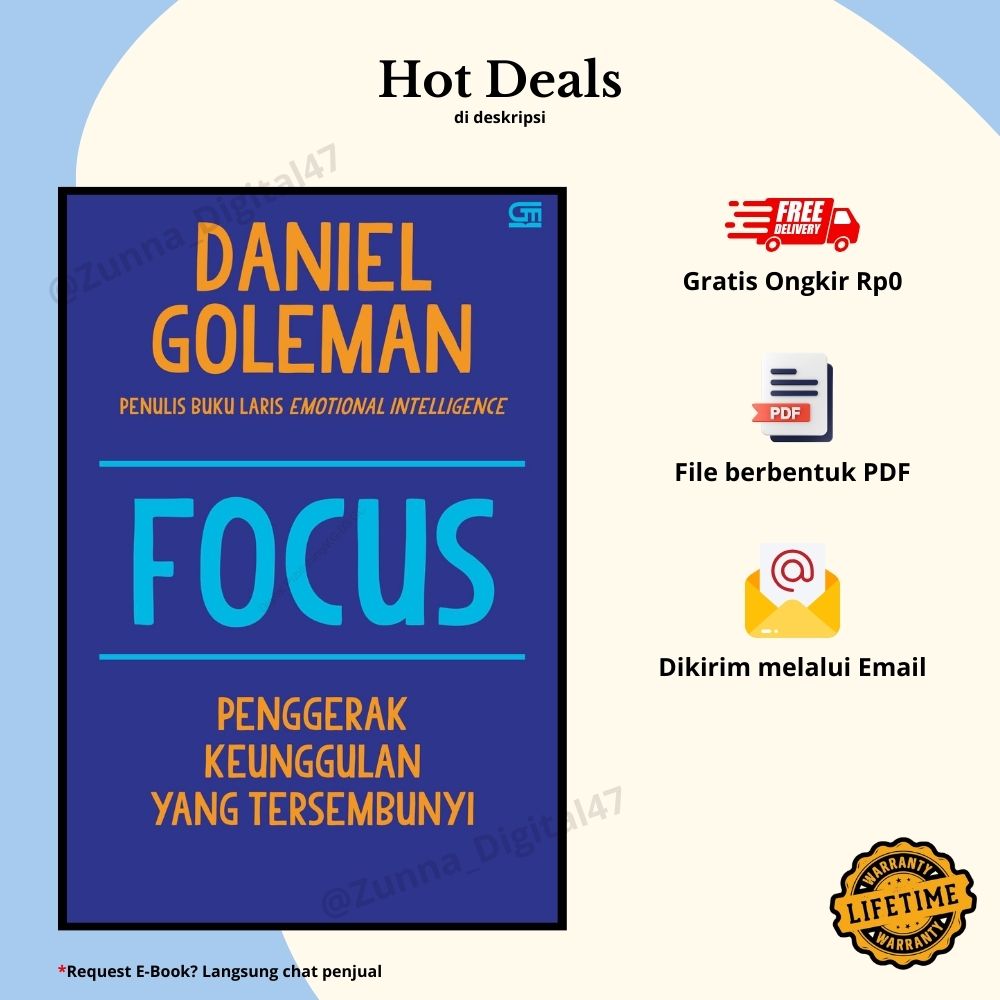 Hot Deals
di deskripsi
@Zunna_Digital47
GM
DANIEL
GOLEMAN
PENULIS BUKU LARIS EMOTIONAL INTELLIGENCE
FOCUS
PENGGERAK
KEUNGGULAN
YANG TERSEMBUNYI
@Zunna_Digital47
*Request E-Book? Langsung chat penjual
FREE
DELIVERY
Gratis Ongkir Rp0
PDF
File berbentuk PDF
@
Dikirim melalui Email
WARRANTY
LIFETIME
WARRANTY